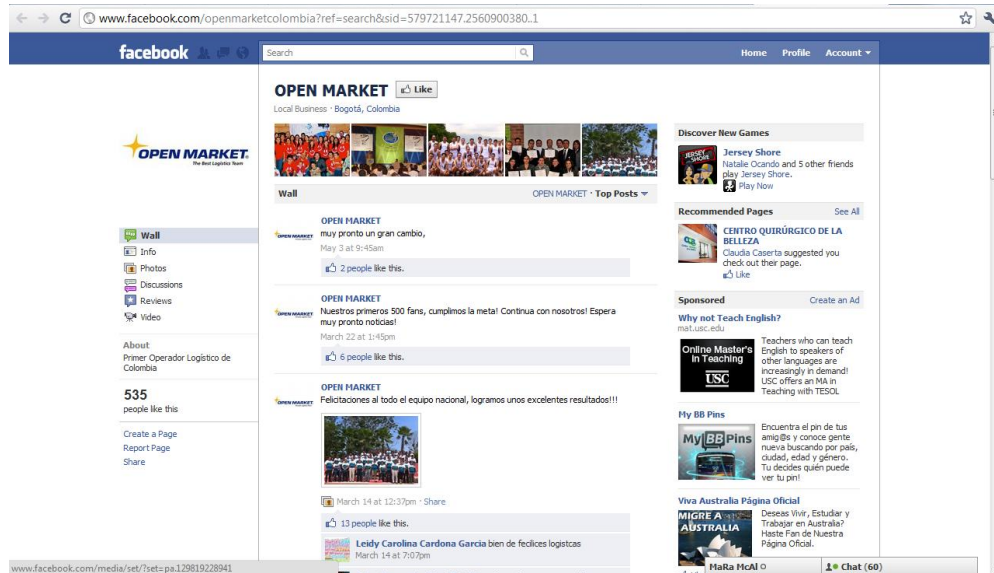 www.facebook.com/openmarketcolombia?ref=search&sid=579721147.2560900380..1
facebook
Search
Home Profile Account
OPEN MARKET Like
Local Business · Bogotá, Colombia
OPEN MARKET.
The Best Logistics Team
Wall
Info
Photos
Discussions
Reviews
Video
About
Primer Operador Logístico de
Colombia
535
people like this
Create a Page
Report Page
Share
Wall OPEN MARKET · Top Posts
OPEN MARKET
OPEN MARKET
muy pronto un gran cambio,
May 3 at 9:45am
2 people like this.
OPEN MARKET
OPEN MARKET
Nuestros primeros 500 fans, cumplimos la meta! Continua con nosotros! Espera
muy pronto noticias!
March 22 at 1:45pm
6 people like this.
OPEN MARKET
OPEN MARKET
Felicitaciones al todo el equipo nacional, logramos unos excelentes resultados!!!
March 14 at 12:37pm · Share
13 people like this.
Leidy Carolina Cardona Garcia bien de fecilices logistcas
March 14 at 7:07pm
Discover New Games
JERSEY SHORE
Jersey Shore
Natalie Ocando and 5 other friends
play Jersey Shore.
Play Now
Recommended Pages See All
CENTRO QUIRÚRGICO DE LA
BELLEZA
Claudia Caserta suggested you
check out their page.
Like
Sponsored Create an Ad
Why not Teach English?
mat.usc.edu
Online Master's
in Teaching
USC
Teachers who can teach
English to speakers of
other languages are
increasingly in demand!
USC offers an MA in
Teaching with TESOL
My BB Pins
My BB Pins
Encuentra el pin de tus
amig@s y conoce gente
nueva buscando por país,
ciudad, edad y género.
Tu decides quién puede
ver tu pin!
Viva Australia Página Oficial
MIGRE A
AUSTRALIA
Deseas Vivir, Estudiar y
Trabajar en Australia?
Haste Fan de Nuestra
Página Oficial.
MaRa McAl
Chat (60)
www.facebook.com/media/set/?set=pa.129819228941